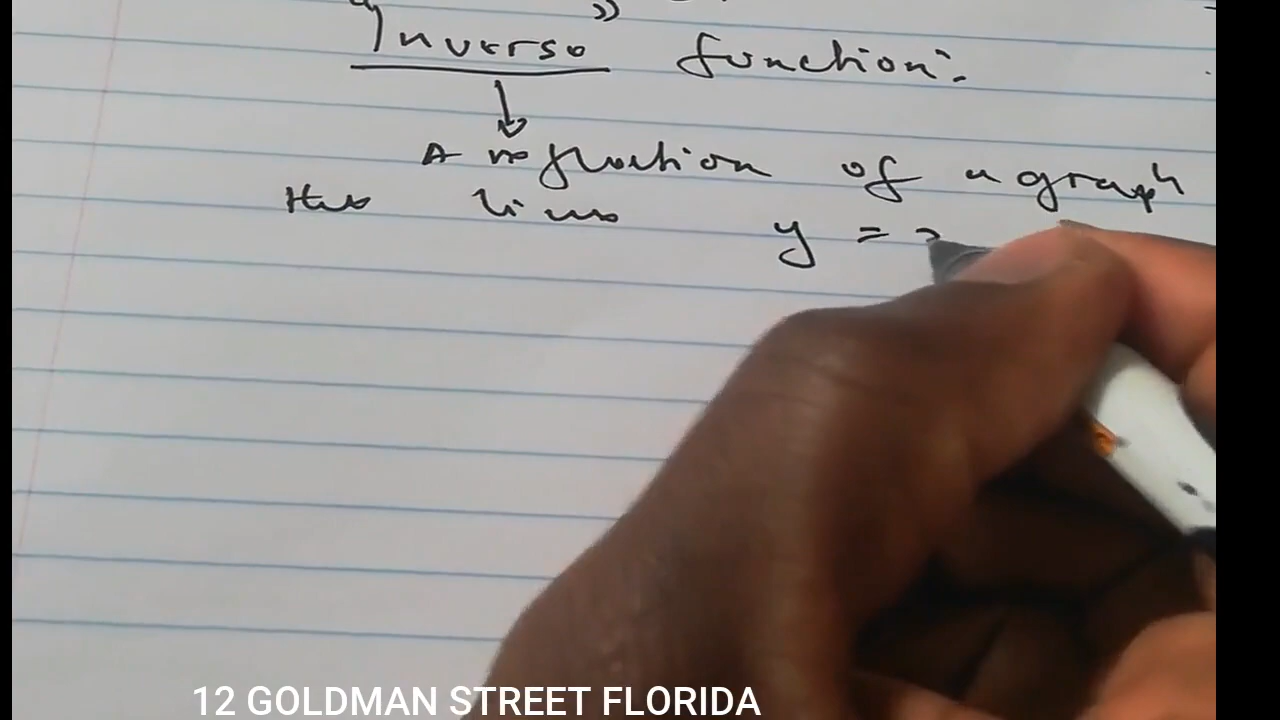 "Inverse" function:-
A reflection of a graph
the line y =
12 GOLDMAN STREET FLORIDA